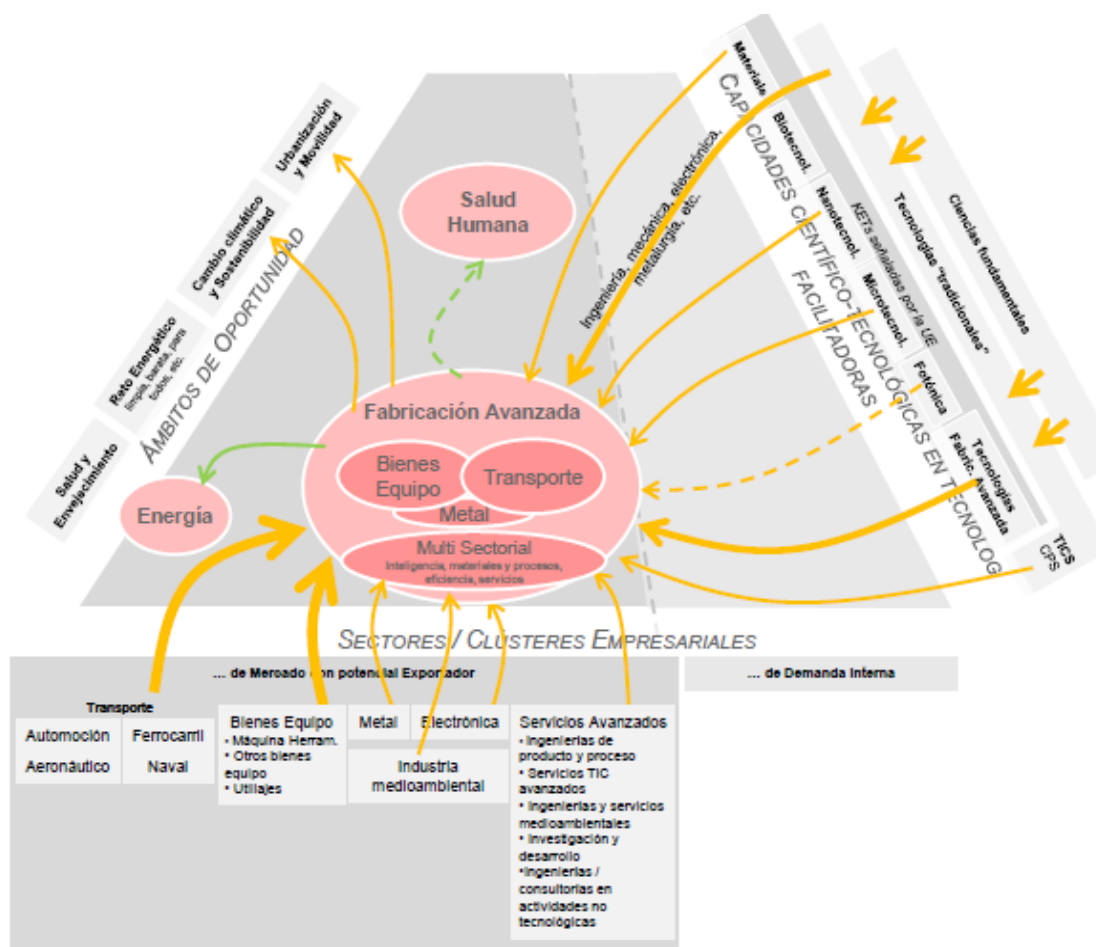 Urbanización
y Movilidad
Cambio climático
y Sostenibilidad
Reto Energético
limpia, barata, para
todos, etc.
Salud y
Envejecimiento
ÁMBITOS DE OPORTUNIDAD
Salud
Humana
Fabricación Avanzada
Bienes
Equipo
Transporte
Metal
Multi Sectorial
Inteligencia, materiales y procesos,
eficiencia, servicios
Energía
Ingeniería, mecánica, electrónica,
metalurgia, etc.
Materiale
Biotecnol.
Nanotecnol.
Microtecnol.
Fotónica
Tecnologías
Fabric. Avanzada
CAPACIDADES CIENTÍFICO-TECNOLÓGICAS EN TECNOLOG
FACILITADORAS
KETs señaladas por la UE
Tecnologías "tradicionales"
Ciencias fundamentales
TICS
CPS
SECTORES / CLÚSTERES EMPRESARIALES
... de Mercado con potencial Exportador
... de Demanda Interna
Transporte
Automoción
Ferrocarril
Aeronáutico
Naval
Bienes Equipo
• Máquina Herram.
• Otros bienes
equipo
• Utillajes
Metal
Electrónica
Industria
medioambiental
Servicios Avanzados
• Ingenierías de
producto y proceso
• Servicios TIC
avanzados
• Ingenierías y servicios
medioambientales
• Investigación y
desarrollo
•Ingenierías /
consultorías en
actividades no
tecnológicas